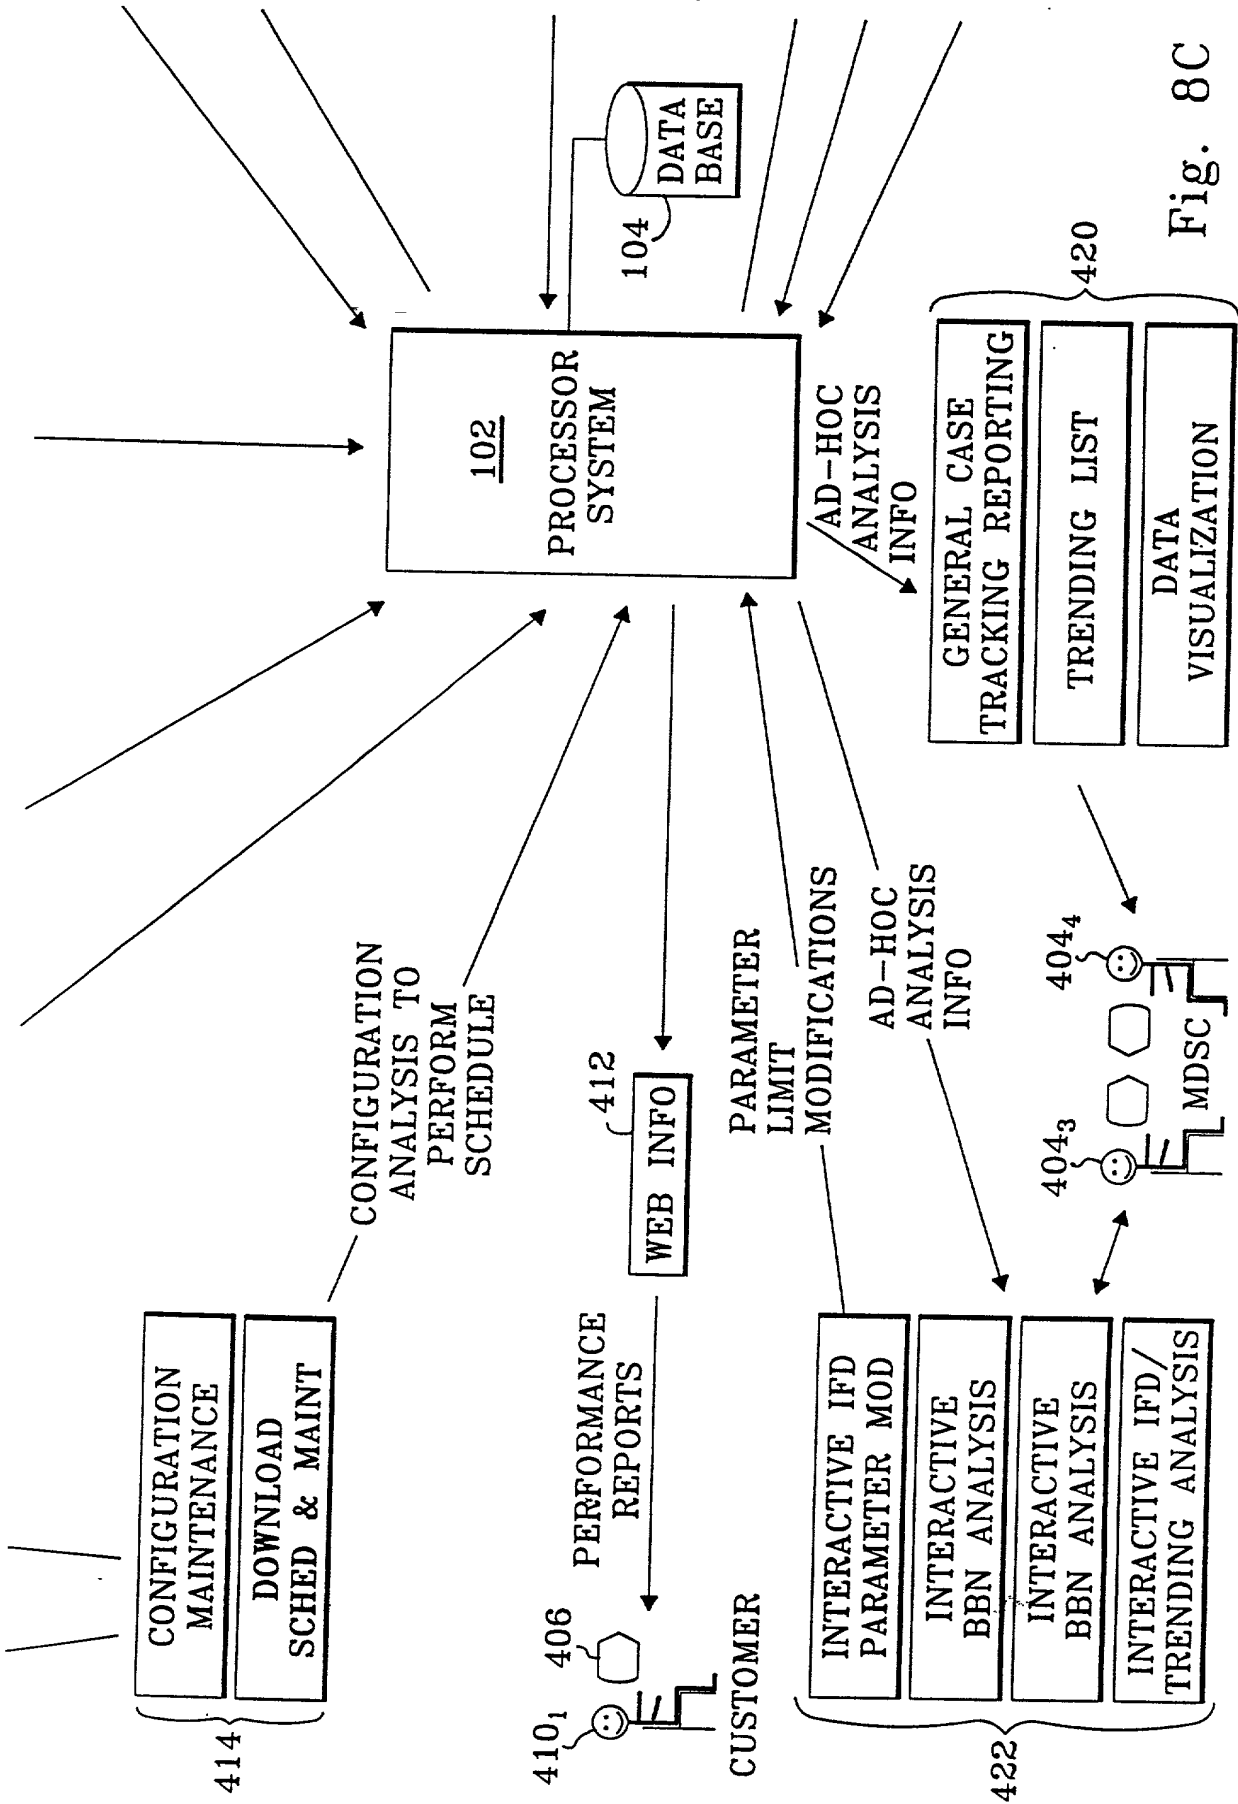 414
CONFIGURATION
MAINTENANCE
DOWNLOAD
SCHED & MAINT
CONFIGURATION
ANALYSIS TO
PERFORM
SCHEDULE
102
PROCESSOR
SYSTEM
104
DATA
BASE
410₁
406
CUSTOMER
PERFORMANCE
REPORTS
412
WEB INFO
PARAMETER
LIMIT
MODIFICATIONS
AD-HOC
ANALYSIS
INFO
AD-HOC
ANALYSIS
INFO
422
INTERACTIVE IFD
PARAMETER MOD
INTERACTIVE
BBN ANALYSIS
INTERACTIVE
BBN ANALYSIS
INTERACTIVE IFD/
TRENDING ANALYSIS
404₃
404₄
MDSC
GENERAL CASE
TRACKING REPORTING
TRENDING LIST
DATA
VISUALIZATION
420
Fig. 8C